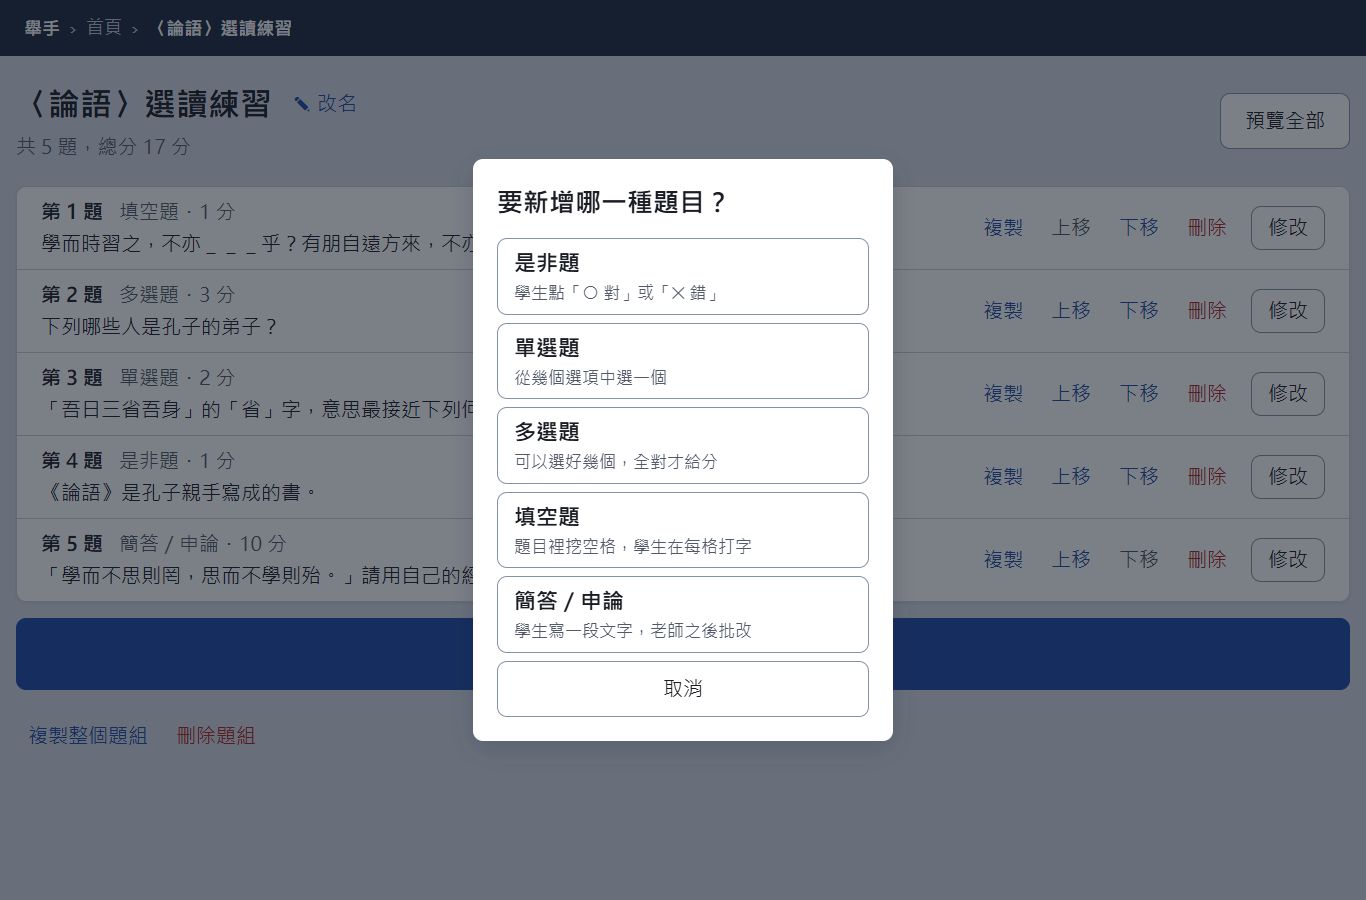 舉手 › 首頁 › 〈論語〉選讀練習
〈論語〉選讀練習 改名
共 5 題，總分 17 分
預覽全部
第 1 題 填空題 · 1 分
學而時習之，不亦 _ _ _ 乎？有朋自遠方來，不亦
複製 上移 下移 刪除 修改
第 2 題 多選題 · 3 分
下列哪些人是孔子的弟子？
複製 上移 下移 刪除 修改
第 3 題 單選題 · 2 分
「吾日三省吾身」的「省」字，意思最接近下列何
複製 上移 下移 刪除 修改
第 4 題 是非題 · 1 分
《論語》是孔子親手寫成的書。
複製 上移 下移 刪除 修改
第 5 題 簡答 / 申論 · 10 分
「學而不思則罔，思而不學則殆。」請用自己的經
複製 上移 下移 刪除 修改
複製整個題組 刪除題組
要新增哪一種題目？
是非題
學生點「○ 對」或「✕ 錯」
單選題
從幾個選項中選一個
多選題
可以選好幾個，全對才給分
填空題
題目裡挖空格，學生在每格打字
簡答 / 申論
學生寫一段文字，老師之後批改
取消